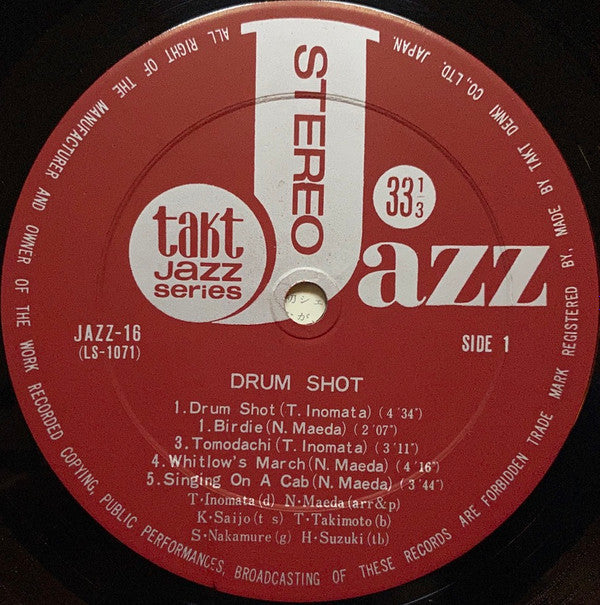 STEREO
Jazz
33 1/3
takt
jazz
series
JAZZ-16
(LS-1071)
SIDE 1
DRUM SHOT
1.Drum Shot(T. Inomata) (4'34")
1.Birdie(N. Maeda) (2'07")
3.Tomodachi(T. Inomata) (3'11")
4.Whitlow's March(N. Maeda) (4'16")
5.Singing On A Cab(N. Maeda) (3'44")
T·Inomata(d) N·Maeda(arr&p)
K·Saijo(t s) T·Takimoto(b)
S·Nakamure(g) H·Suzuki(tb)
ALL RIGHT OF THE MANUFACTURER AND OWNER OF THE WORK RECORDED COPYING, PUBLIC PERFORMANCES, BROADCASTING OF THESE RECORDS ARE FORBIDDEN TRADE MARK REGISTERED BY, MADE BY TAKT DENKI CO., LTD. JAPAN.